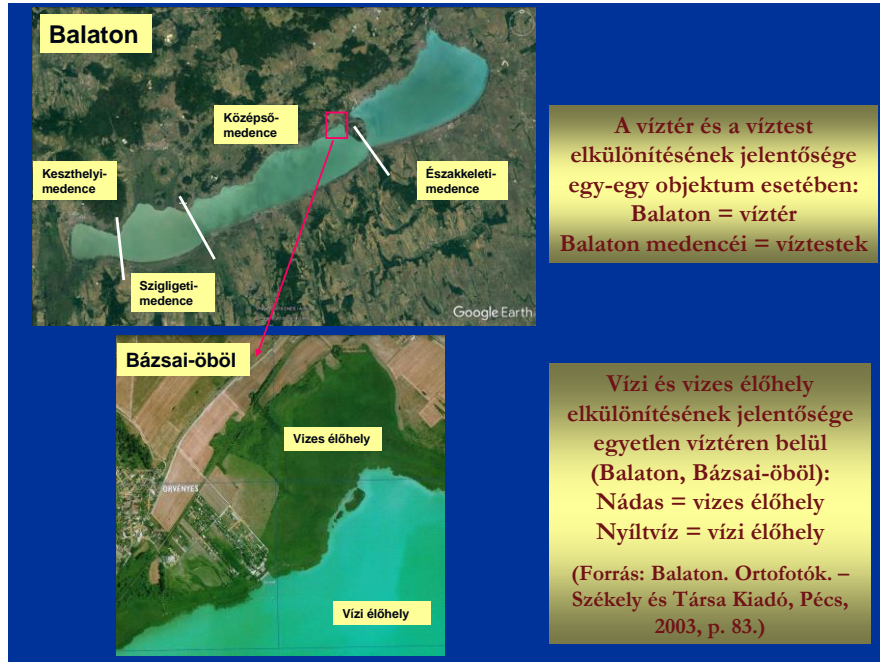 Balaton
Középső-
medence
Keszthelyi-
medence
Északkeleti-
medence
Szigligeti-
medence
Google Earth
A víztér és a víztest
elkülönítésének jelentősége
egy-egy objektum esetében:
Balaton = víztér
Balaton medencéi = víztestek
Bázsai-öböl
Vizes élőhely
ÖRVÉNYES
Vízi élőhely
Vízi és vizes élőhely
elkülönítésének jelentősége
egyetlen víztéren belül
(Balaton, Bázsai-öböl):
Nádas = vizes élőhely
Nyíltvíz = vízi élőhely
(Forrás: Balaton. Ortofotók. –
Székely és Társa Kiadó, Pécs,
2003, p. 83.)